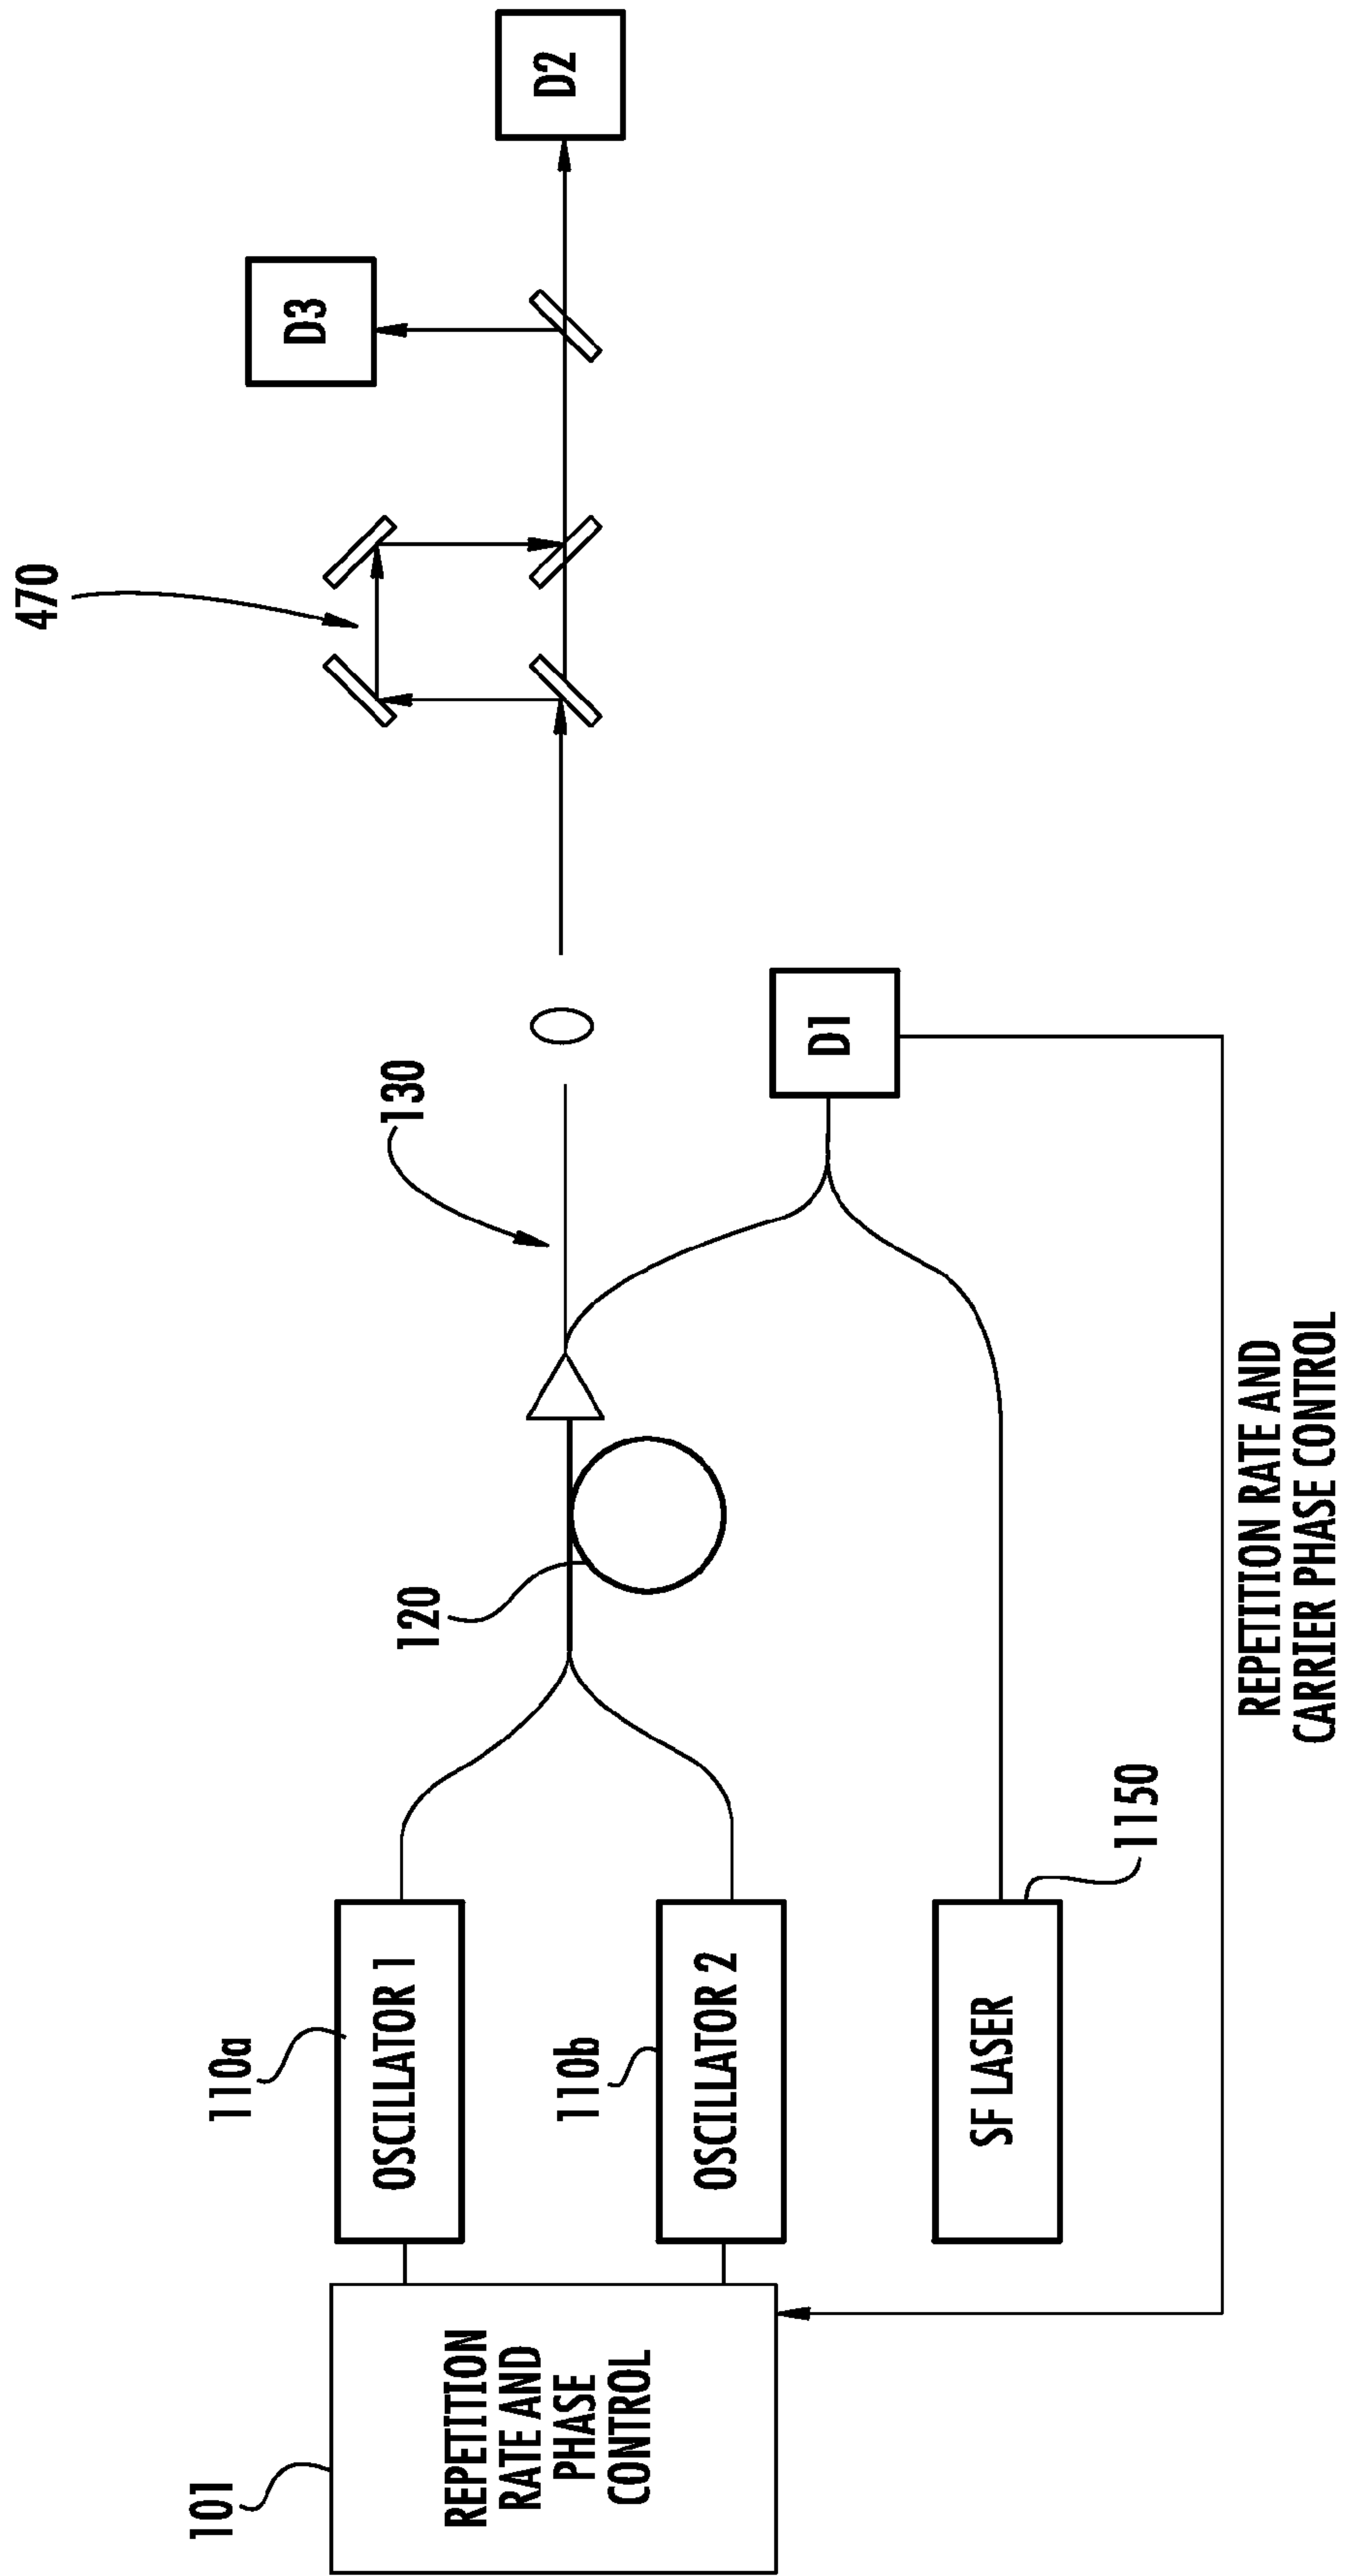 101
REPETITION
RATE AND
PHASE
CONTROL
110a
OSCILLATOR 1
110b
OSCILLATOR 2
SF LASER
1150
120
130
D1
470
D3
D2
REPETITION RATE AND
CARRIER PHASE CONTROL